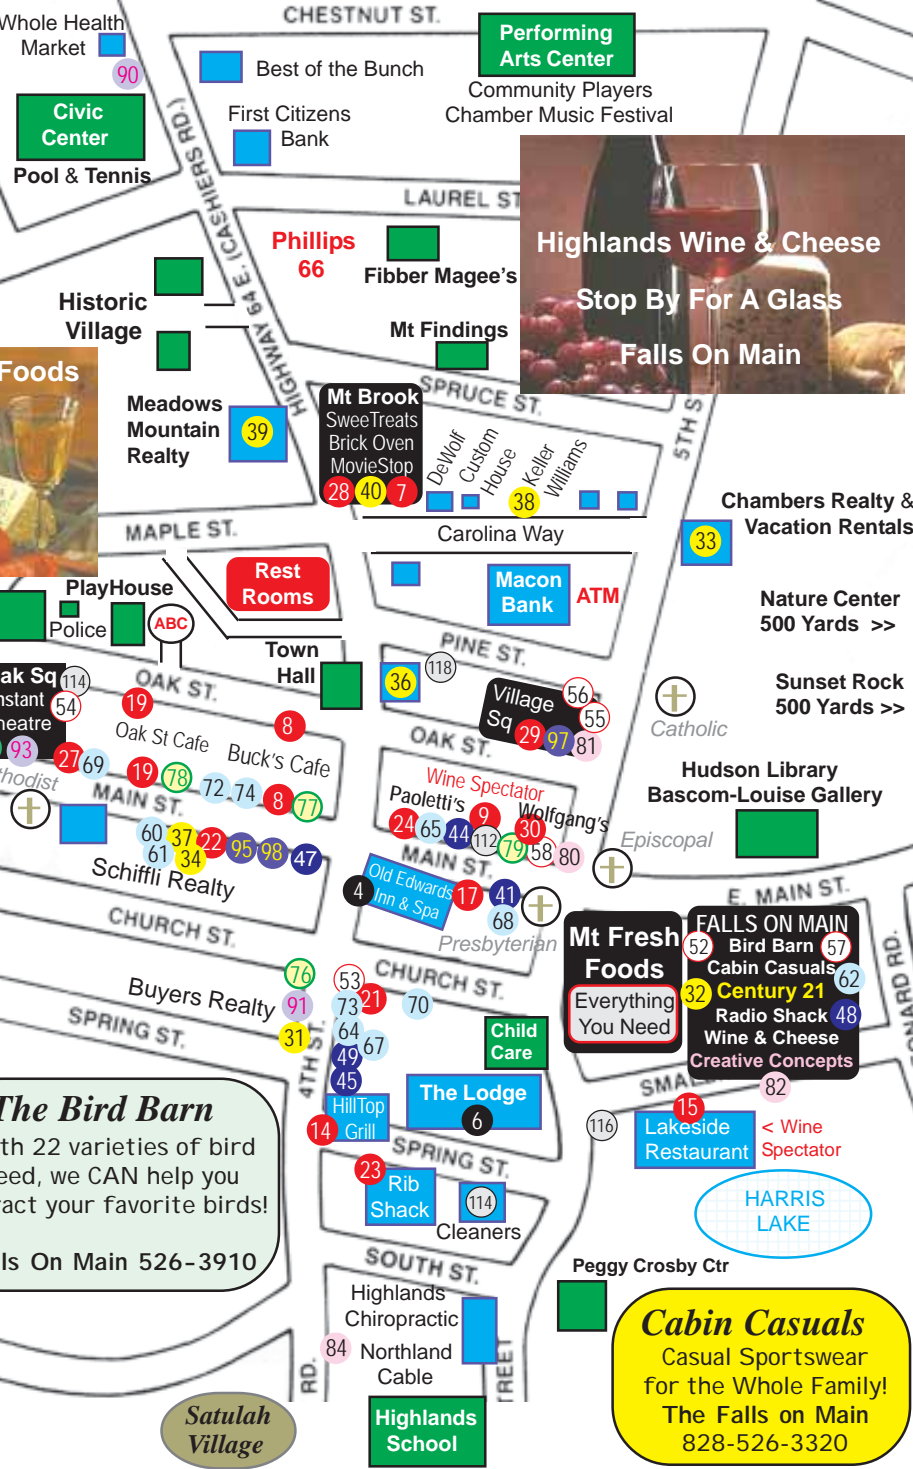 CHESTNUT ST.
Whole Health
Market
90
Best of the Bunch
Performing
Arts Center
Community Players
Chamber Music Festival
Civic
Center
Pool & Tennis
First Citizens
Bank
HIGHWAY 64 E. (CASHIERS RD.)
LAUREL ST
Phillips
66
Fibber Magee's
Highlands Wine & Cheese
Stop By For A Glass
Falls On Main
Historic
Village
Mt Findings
Foods
SPRUCE ST.
5TH S
Meadows
Mountain
Realty
39
Mt Brook
SweeTreats
Brick Oven
MovieStop
28 40 7
DeWolf
Custom
House
Keller
Williams
38
Carolina Way
MAPLE ST.
Chambers Realty &
Vacation Rentals
33
Rest
Rooms
Macon
Bank
ATM
PlayHouse
Police
ABC
Nature Center
500 Yards >>
Town
Hall
PINE ST.
36
118
Sunset Rock
500 Yards >>
ak Sq
114
nstant
54
eatre
93
OAK ST.
19
8
Village
Sq
56
55
29 97 81
Catholic
OAK ST.
Oak St Cafe
Buck's Cafe
Hudson Library
Bascom-Louise Gallery
thodist
27 69 19 78 72 74 8 77
MAIN ST.
Wine Spectator
Paoletti's
9
Wolfgang's
30
24 65 44 112 79 58 80
Episcopal
60 37 22 95 98 47
61 34
Schiffli Realty
MAIN ST.
Old Edwards
Inn & Spa
4
17
41
68
Presbyterian
E. MAIN ST.
CHURCH ST.
Mt Fresh
Foods
Everything
You Need
FALLS ON MAIN
52
Bird Barn
57
Cabin Casuals
62
32
Century 21
Radio Shack
48
Wine & Cheese
Creative Concepts
82
ONARD RD.
76
Buyers Realty
91
31
53
CHURCH ST.
73 21 70
64
67
49
45
SPRING ST.
4TH ST.
Child
Care
SMALL
The Lodge
6
HillTop
Grill
14
116
15
Lakeside
Restaurant
< Wine
Spectator
The Bird Barn
th 22 varieties of bird
eed, we CAN help you
ract your favorite birds!
ls On Main 526-3910
SPRING ST.
23
Rib
Shack
114
Cleaners
HARRIS
LAKE
SOUTH ST.
Peggy Crosby Ctr
Highlands
Chiropractic
84
Northland
Cable
RD.
TREET
Cabin Casuals
Casual Sportswear
for the Whole Family!
The Falls on Main
828-526-3320
Satulah
Village
Highlands
School